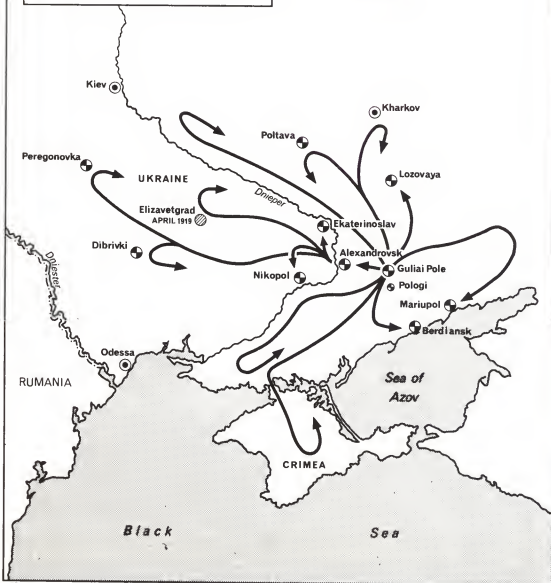 Kiev
Kharkov
Poltava
Peregonovka
Lozovaya
UKRAINE
Dnieper
Elizavetgrad
APRIL 1919
Ekaterinoslav
Dibrivki
Alexandrovsk
Guliai Pole
Nikopol
Pologi
Dniester
Mariupol
Berdiansk
Odessa
RUMANIA
Sea of
Azov
CRIMEA
Black Sea